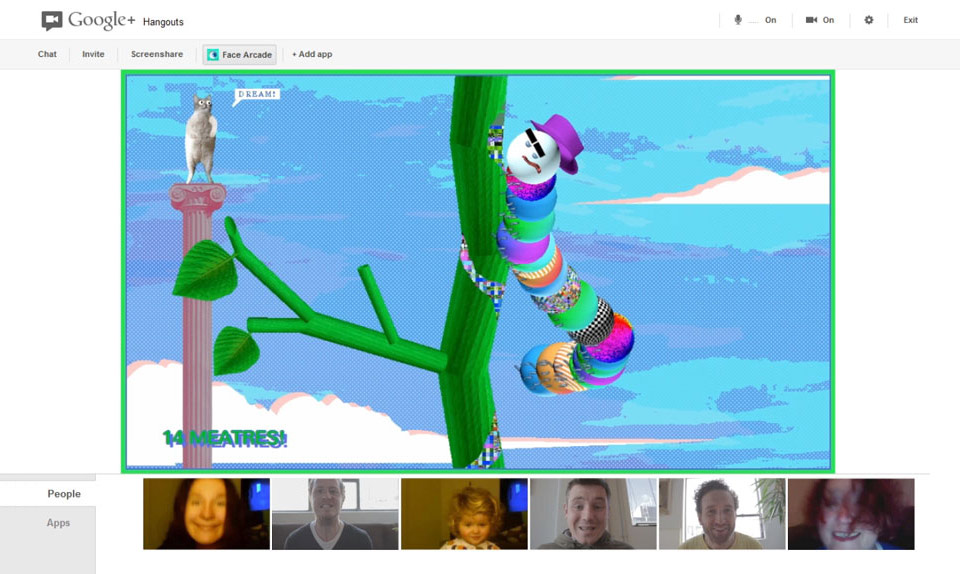 Google+ Hangouts
On
On
Exit
Chat
Invite
Screenshare
Face Arcade
+ Add app
DREAM!
14 MEATRES!
People
Apps